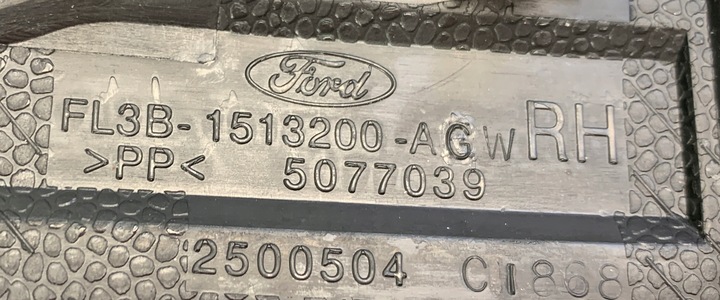 Ford
FL3B-1513200-AGW RH
>PP< 5077039
2500504 C1868